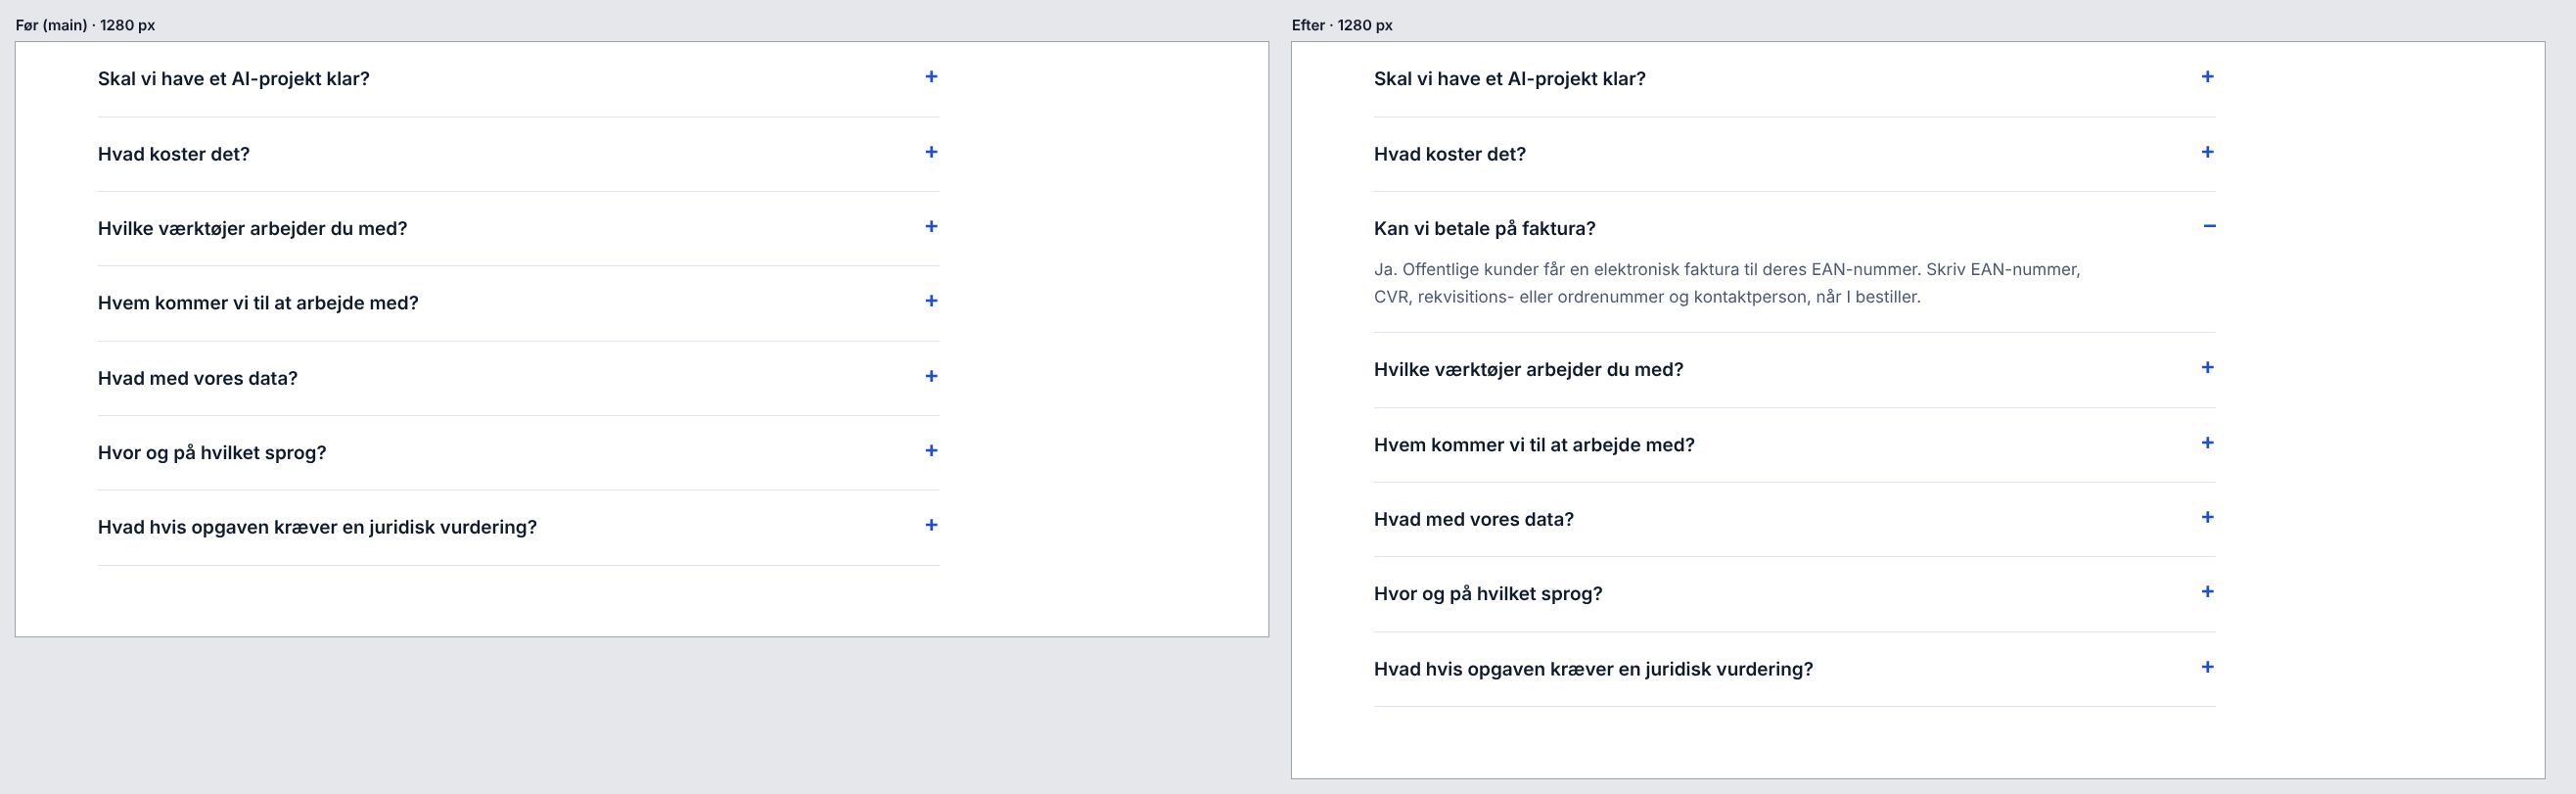 Før (main) · 1280 px
Skal vi have et AI-projekt klar?
+
Hvad koster det?
+
Hvilke værktøjer arbejder du med?
+
Hvem kommer vi til at arbejde med?
+
Hvad med vores data?
+
Hvor og på hvilket sprog?
+
Hvad hvis opgaven kræver en juridisk vurdering?
+
Efter · 1280 px
Skal vi have et AI-projekt klar?
+
Hvad koster det?
+
Kan vi betale på faktura?
–
Ja. Offentlige kunder får en elektronisk faktura til deres EAN-nummer. Skriv EAN-nummer,
CVR, rekvisitions- eller ordrenummer og kontaktperson, når I bestiller.
Hvilke værktøjer arbejder du med?
+
Hvem kommer vi til at arbejde med?
+
Hvad med vores data?
+
Hvor og på hvilket sprog?
+
Hvad hvis opgaven kræver en juridisk vurdering?
+